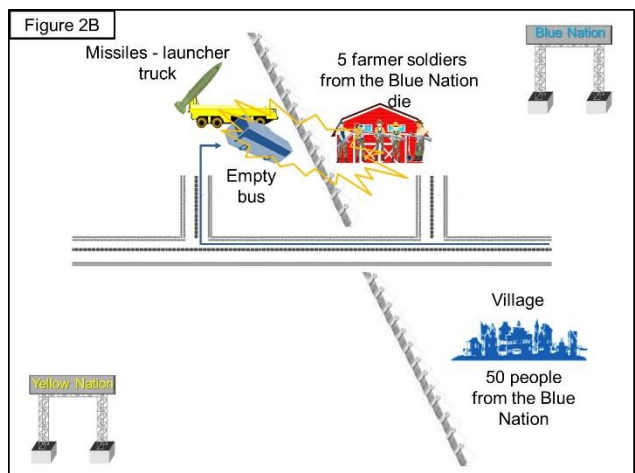 Figure 2B
Blue Nation
Missiles - launcher
truck
5 farmer soldiers
from the Blue Nation
die
Empty
bus
Village
50 people
from the Blue
Nation
Yellow Nation